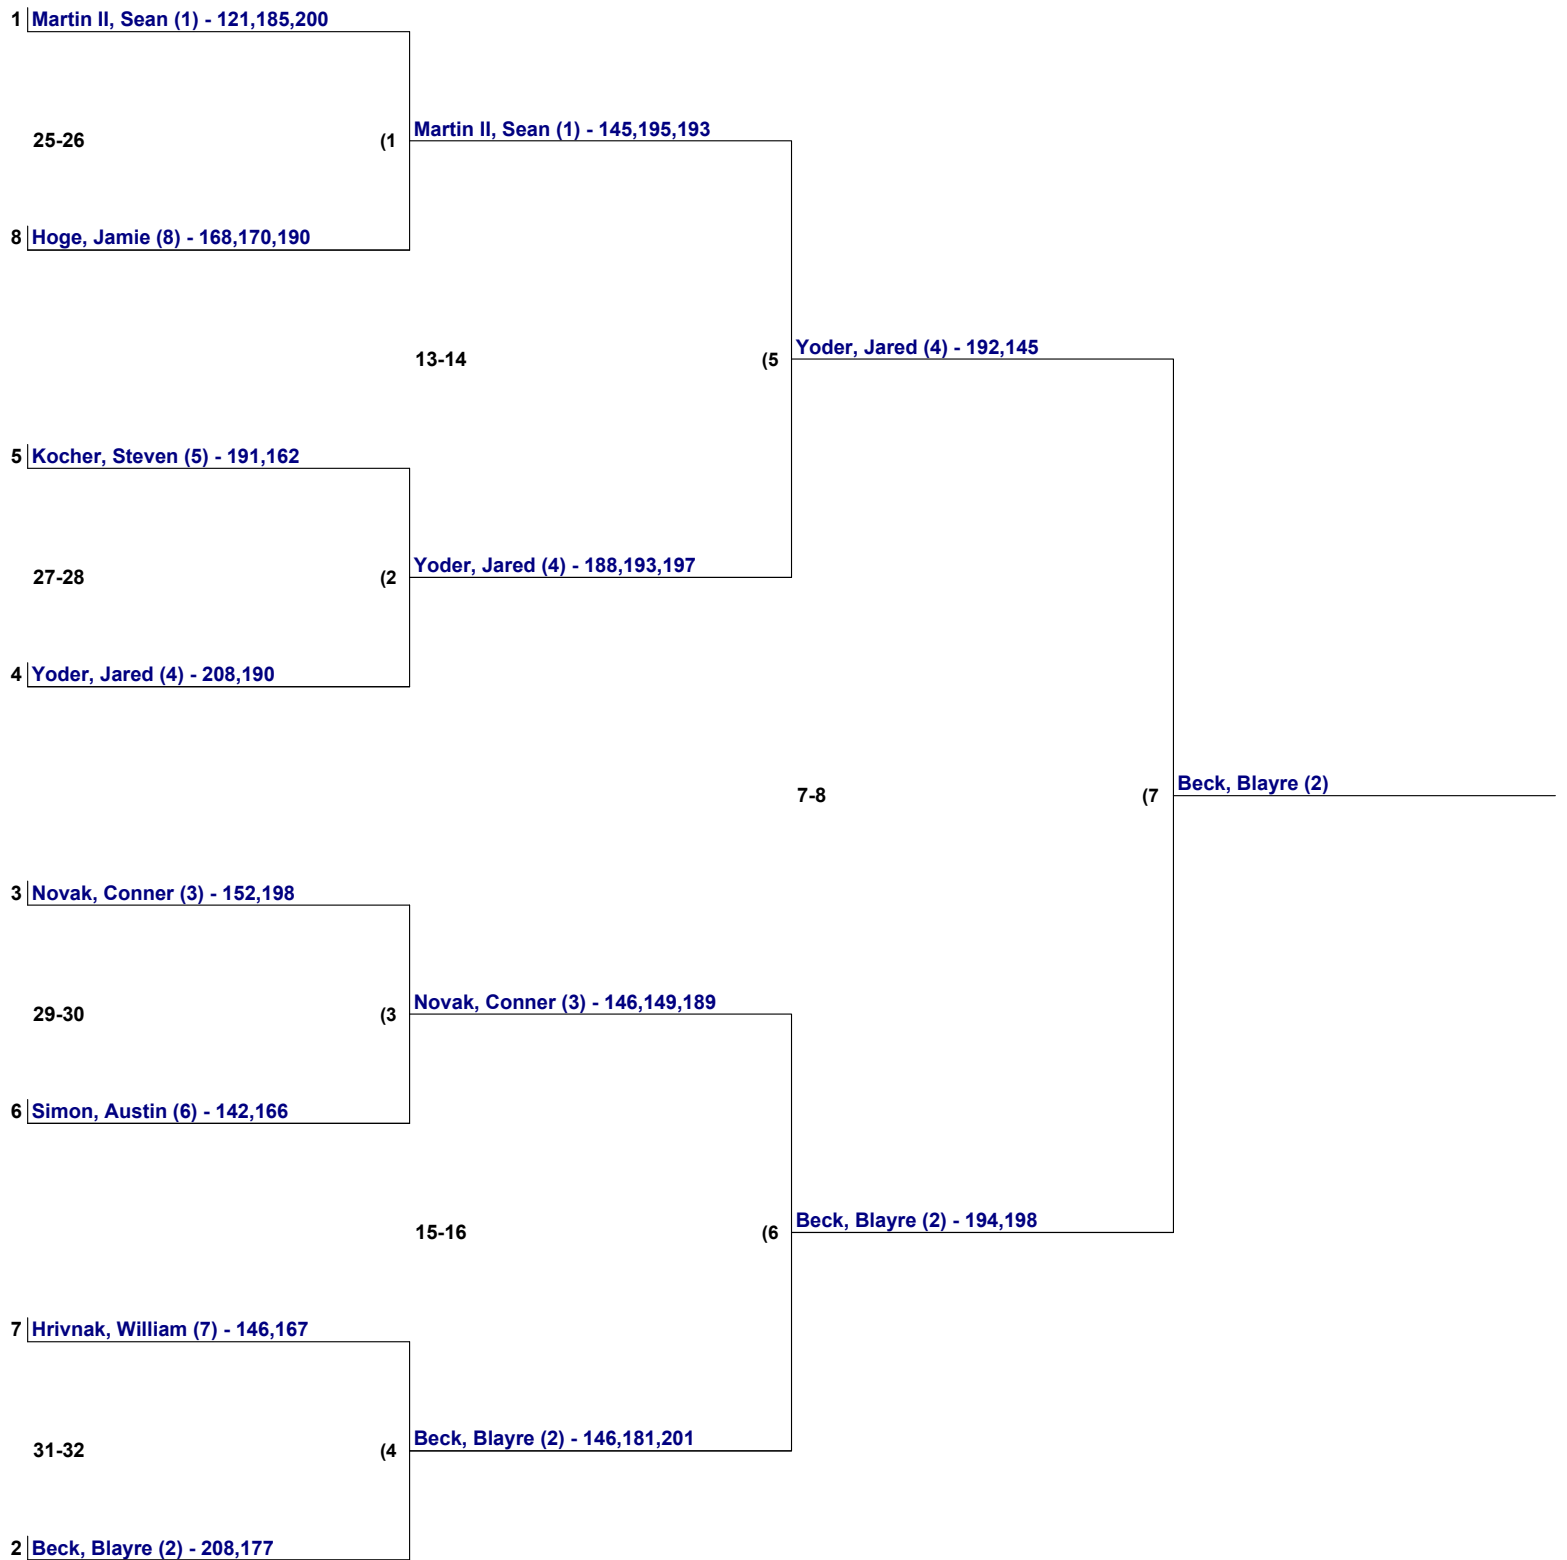 1 Martin II, Sean (1) - 121,185,200
Martin II, Sean (1) - 145,195,193
25-26 (1
8 Hoge, Jamie (8) - 168,170,190
Yoder, Jared (4) - 192,145
13-14 (5
5 Kocher, Steven (5) - 191,162
Yoder, Jared (4) - 188,193,197
27-28 (2
4 Yoder, Jared (4) - 208,190
Beck, Blayre (2)
7-8 (7
3 Novak, Conner (3) - 152,198
Novak, Conner (3) - 146,149,189
29-30 (3
6 Simon, Austin (6) - 142,166
Beck, Blayre (2) - 194,198
15-16 (6
7 Hrivnak, William (7) - 146,167
Beck, Blayre (2) - 146,181,201
31-32 (4
2 Beck, Blayre (2) - 208,177